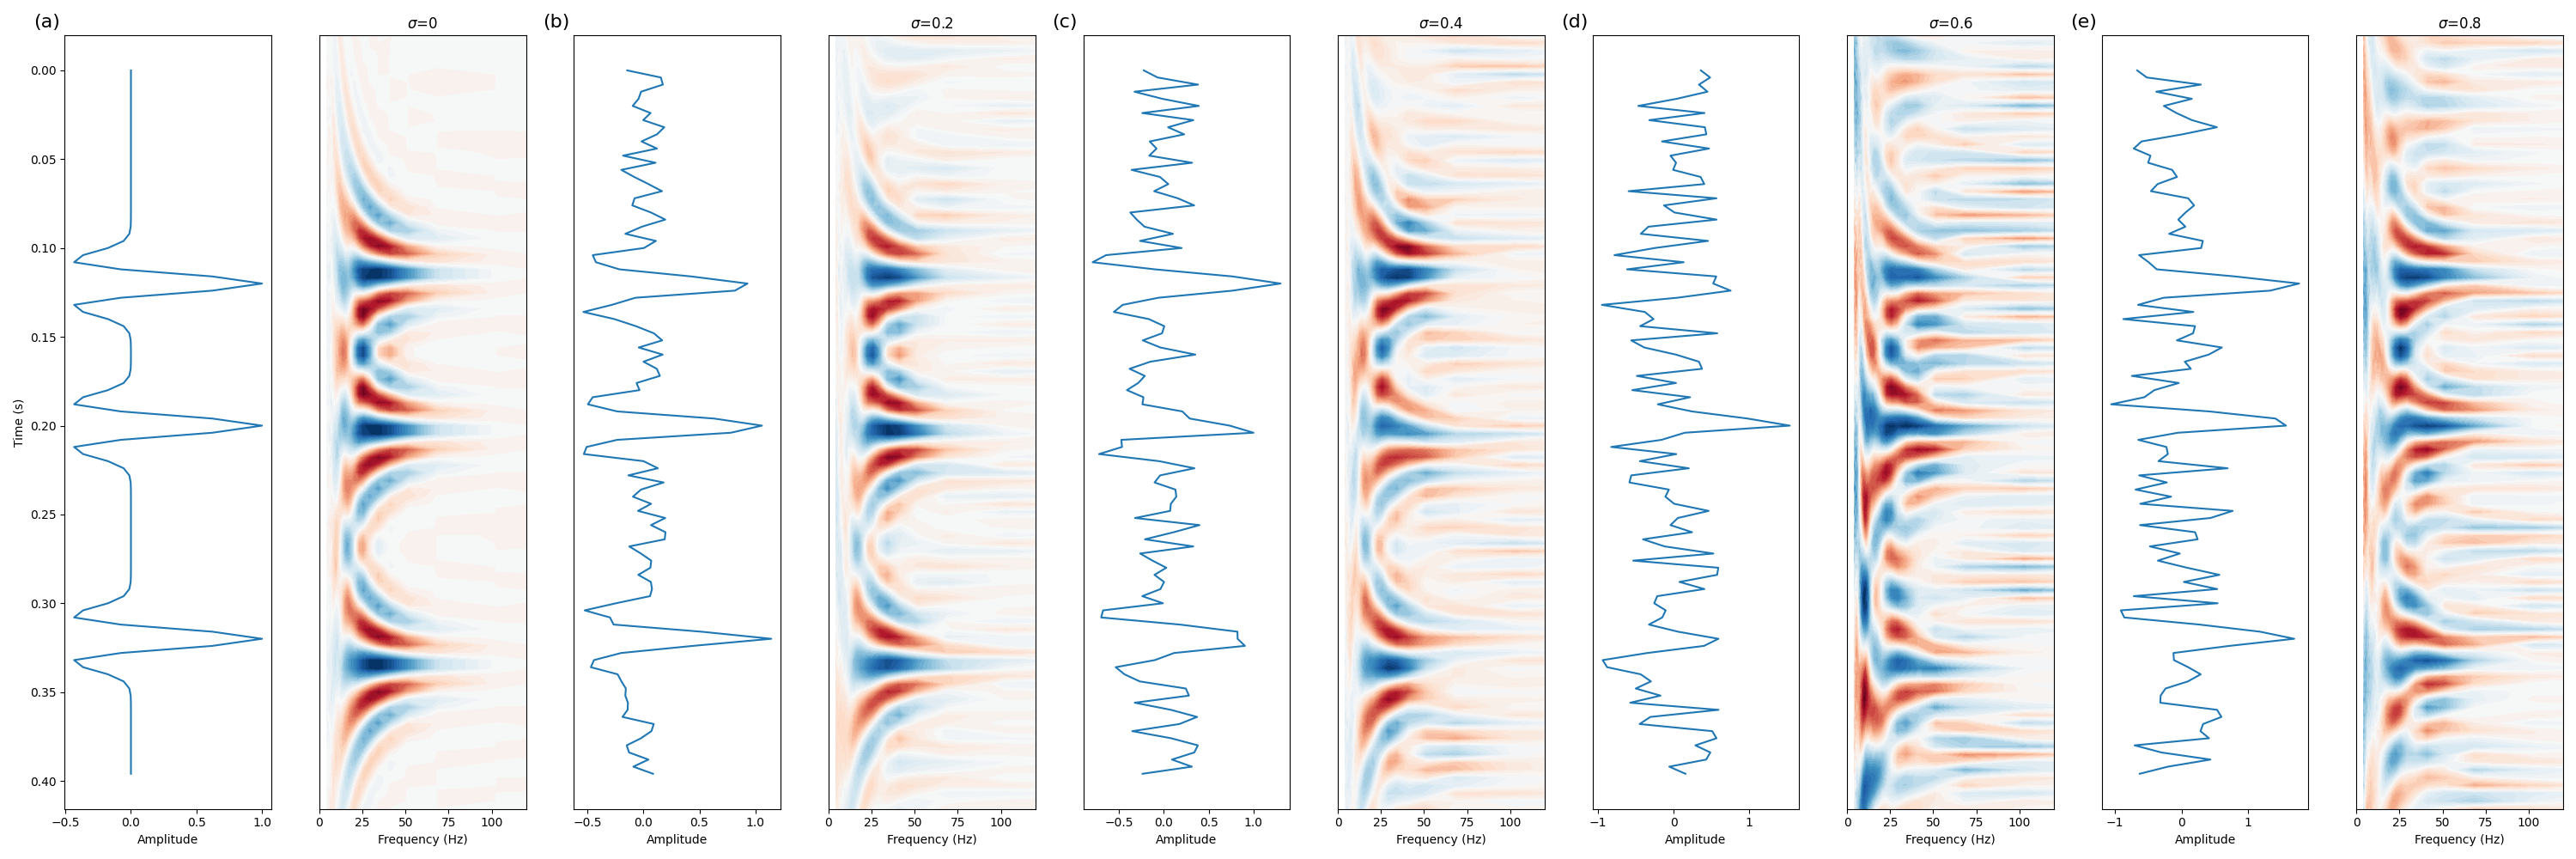 (a) σ=0 (b) σ=0.2 (c) σ=0.4 (d) σ=0.6 (e) σ=0.8
0.00
0.05
0.10
0.15
0.20
0.25
0.30
0.35
0.40
Time (s)
−0.5 0.0 0.5 1.0 0 25 50 75 100 −0.5 0.0 0.5 1.0 0 25 50 75 100 −0.5 0.0 0.5 1.0 0 25 50 75 100 −1 0 1 0 25 50 75 100 −1 0 1 0 25 50 75 100
Amplitude Frequency (Hz) Amplitude Frequency (Hz) Amplitude Frequency (Hz) Amplitude Frequency (Hz) Amplitude Frequency (Hz)